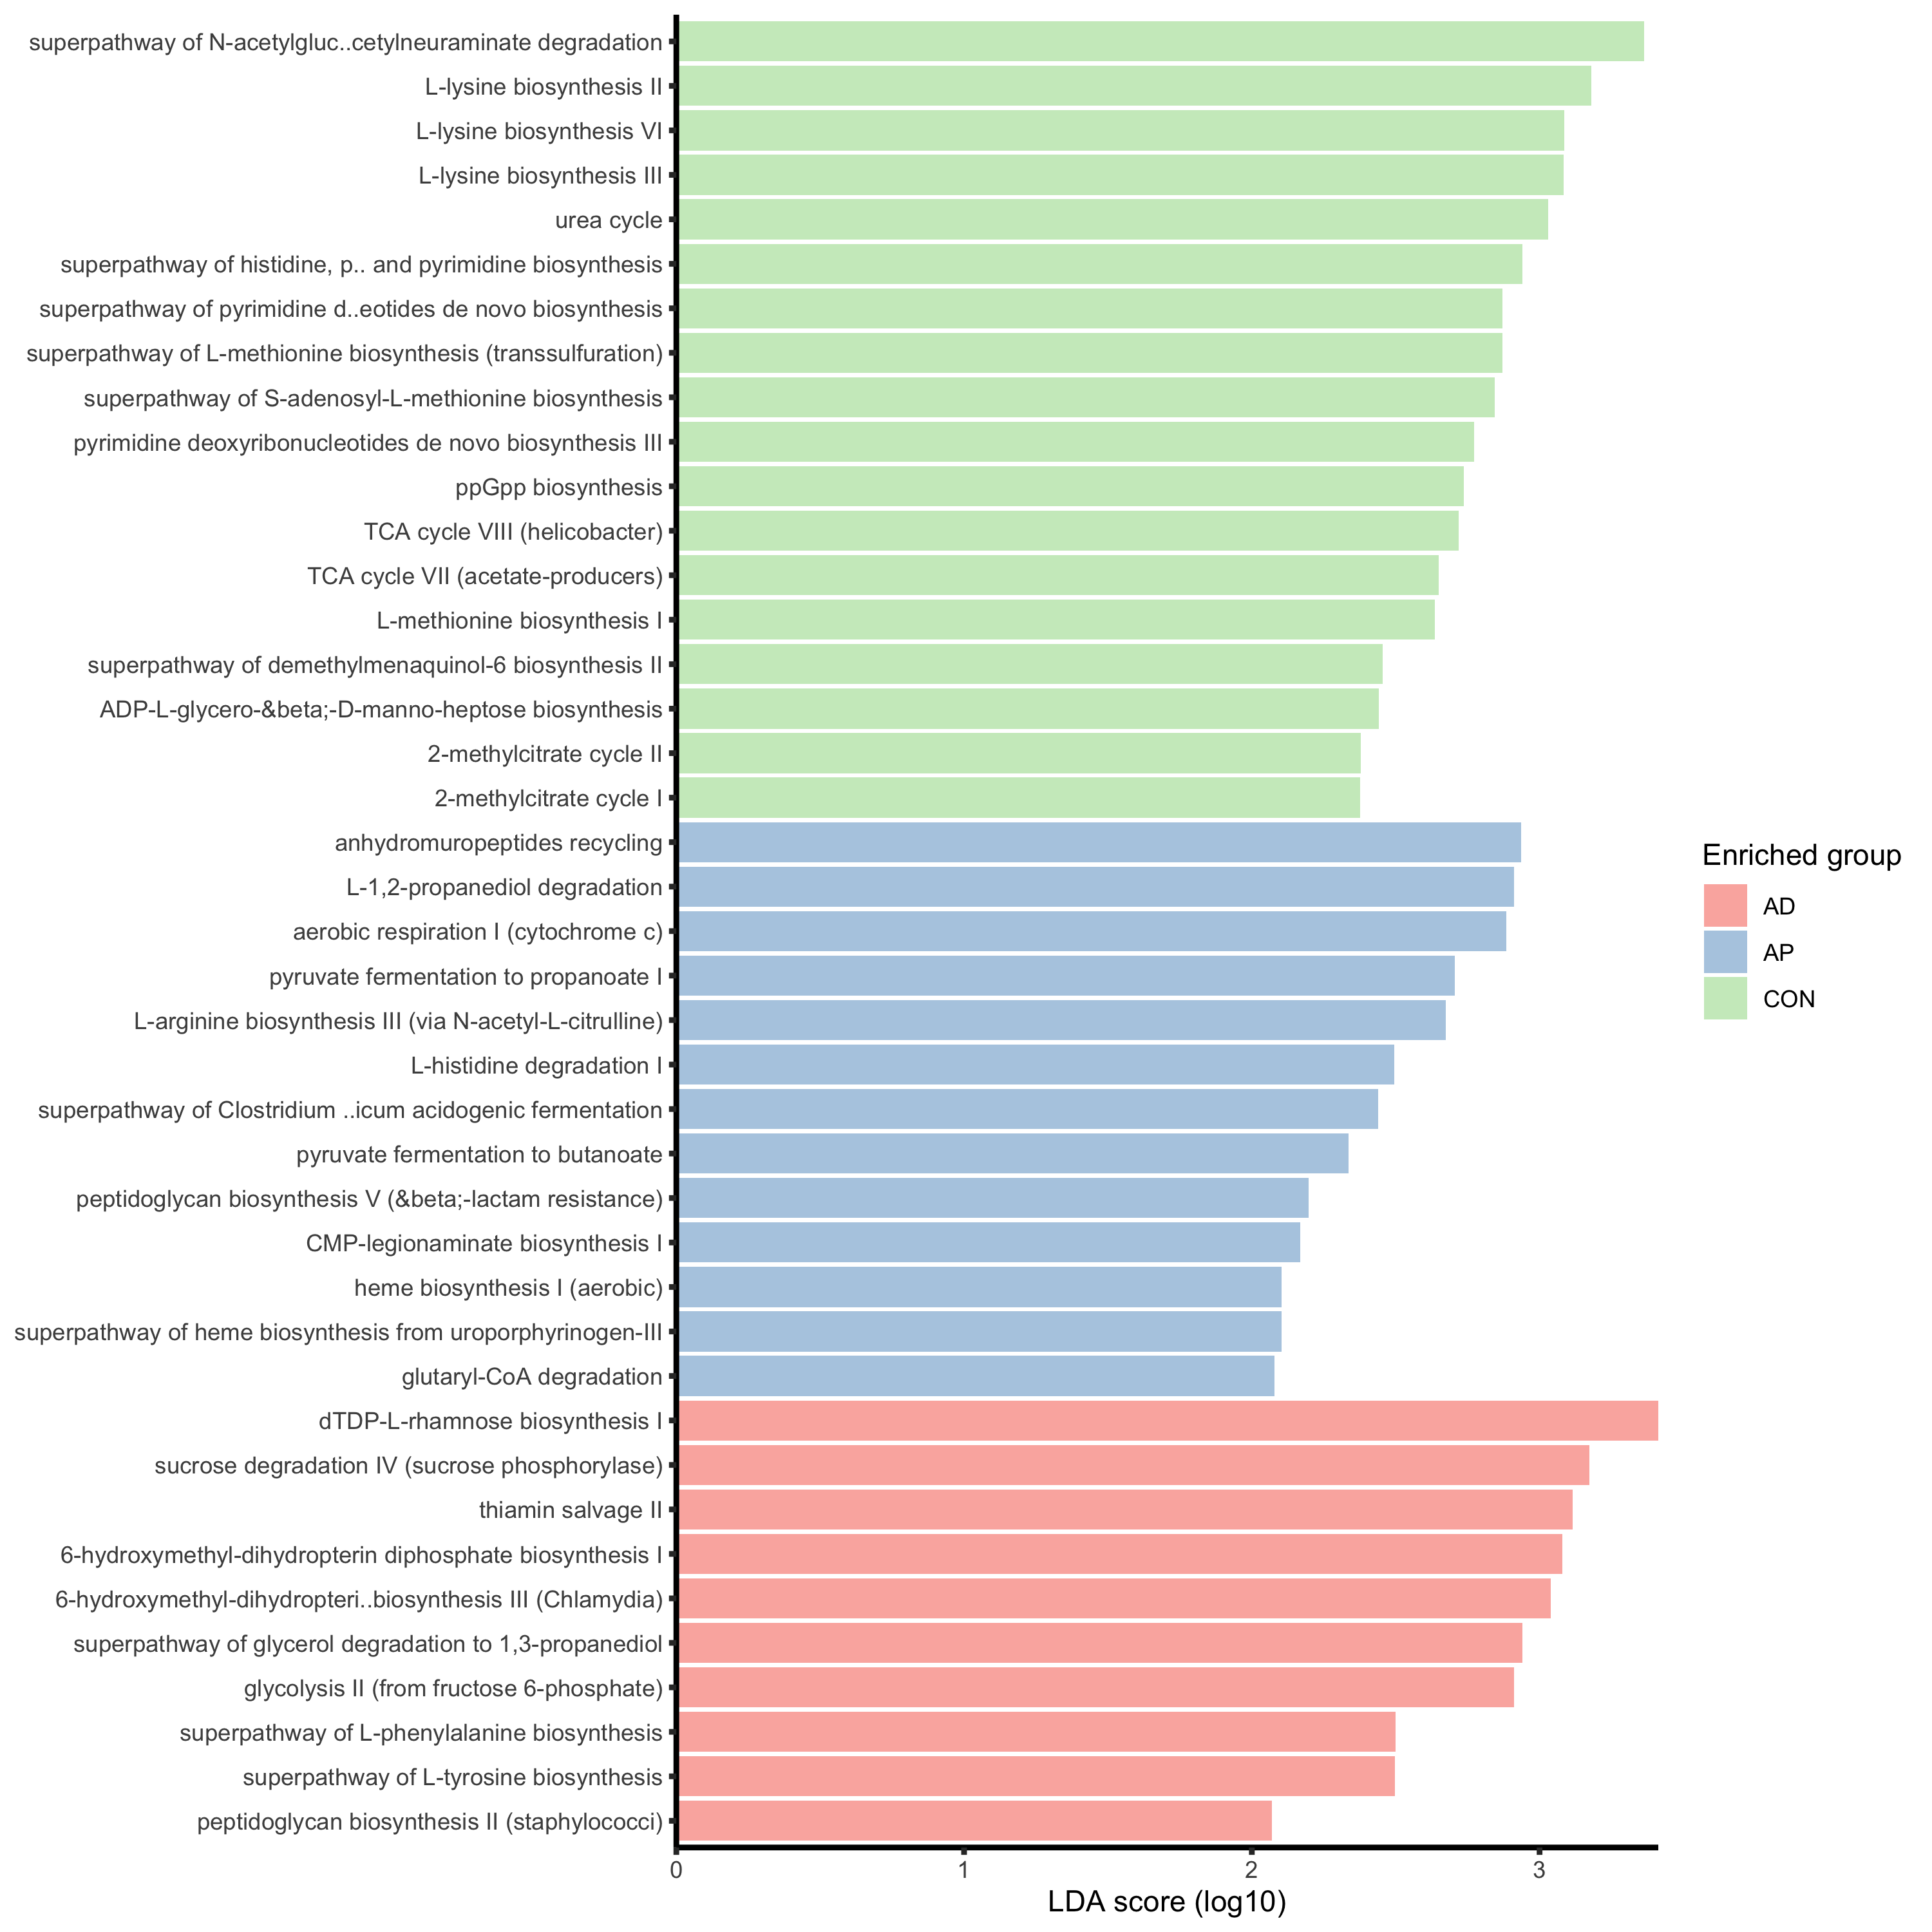 superpathway of N-acetylgluc..cetylneuraminate degradation
L-lysine biosynthesis II
L-lysine biosynthesis VI
L-lysine biosynthesis III
urea cycle
superpathway of histidine, p.. and pyrimidine biosynthesis
superpathway of pyrimidine d..eotides de novo biosynthesis
superpathway of L-methionine biosynthesis (transsulfuration)
superpathway of S-adenosyl-L-methionine biosynthesis
pyrimidine deoxyribonucleotides de novo biosynthesis III
ppGpp biosynthesis
TCA cycle VIII (helicobacter)
TCA cycle VII (acetate-producers)
L-methionine biosynthesis I
superpathway of demethylmenaquinol-6 biosynthesis II
ADP-L-glycero-&beta;-D-manno-heptose biosynthesis
2-methylcitrate cycle II
2-methylcitrate cycle I
anhydromuropeptides recycling
L-1,2-propanediol degradation
aerobic respiration I (cytochrome c)
pyruvate fermentation to propanoate I
L-arginine biosynthesis III (via N-acetyl-L-citrulline)
L-histidine degradation I
superpathway of Clostridium ..icum acidogenic fermentation
pyruvate fermentation to butanoate
peptidoglycan biosynthesis V (&beta;-lactam resistance)
CMP-legionaminate biosynthesis I
heme biosynthesis I (aerobic)
superpathway of heme biosynthesis from uroporphyrinogen-III
glutaryl-CoA degradation
dTDP-L-rhamnose biosynthesis I
sucrose degradation IV (sucrose phosphorylase)
thiamin salvage II
6-hydroxymethyl-dihydropterin diphosphate biosynthesis I
6-hydroxymethyl-dihydropteri..biosynthesis III (Chlamydia)
superpathway of glycerol degradation to 1,3-propanediol
glycolysis II (from fructose 6-phosphate)
superpathway of L-phenylalanine biosynthesis
superpathway of L-tyrosine biosynthesis
peptidoglycan biosynthesis II (staphylococci)
0 1 2 3
LDA score (log10)
Enriched group
AD
AP
CON